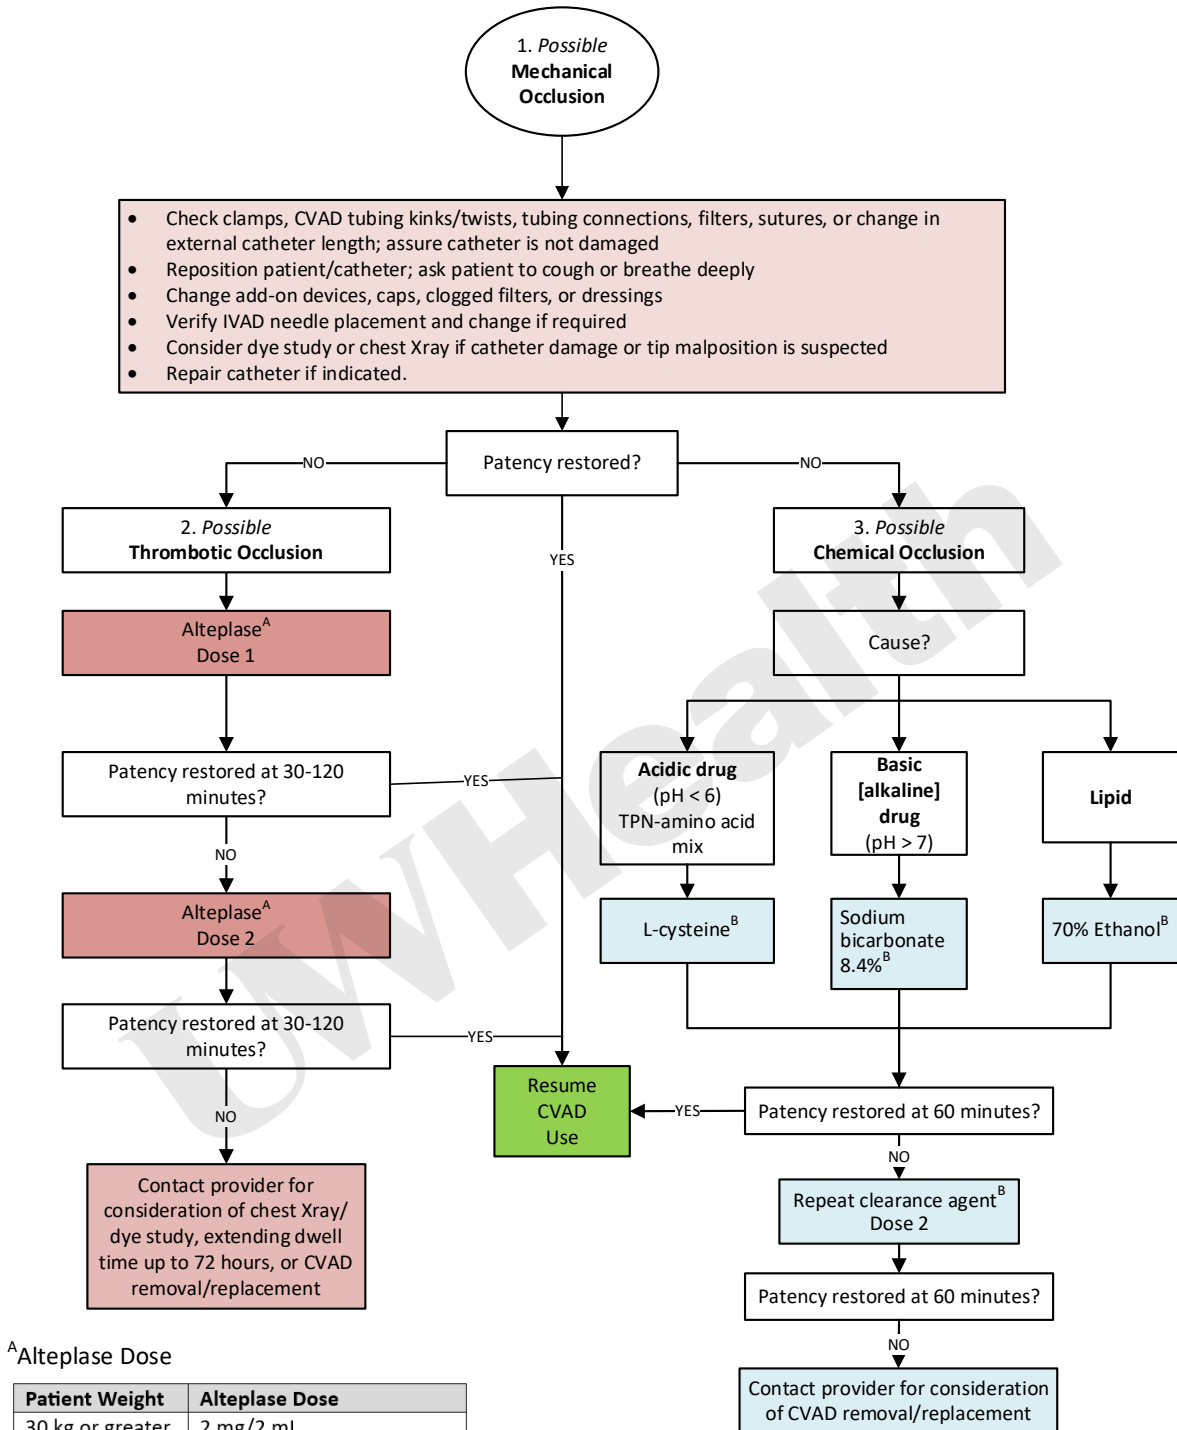 1. Possible
Mechanical
Occlusion
• Check clamps, CVAD tubing kinks/twists, tubing connections, filters, sutures, or change in
external catheter length; assure catheter is not damaged
• Reposition patient/catheter; ask patient to cough or breathe deeply
• Change add-on devices, caps, clogged filters, or dressings
• Verify IVAD needle placement and change if required
• Consider dye study or chest Xray if catheter damage or tip malposition is suspected
• Repair catheter if indicated.
Patency restored?
NO
NO
YES
2. Possible
Thrombotic Occlusion
Alteplase^A
Dose 1
Patency restored at 30-120
minutes?
YES
NO
Alteplase^A
Dose 2
Patency restored at 30-120
minutes?
YES
NO
Contact provider for
consideration of chest Xray/
dye study, extending dwell
time up to 72 hours, or CVAD
removal/replacement
3. Possible
Chemical Occlusion
Cause?
Acidic drug
(pH < 6)
TPN-amino acid
mix
Basic
[alkaline]
drug
(pH > 7)
Lipid
L-cysteine^B
Sodium
bicarbonate
8.4%^B
70% Ethanol^B
Resume
CVAD
Use
YES
Patency restored at 60 minutes?
NO
Repeat clearance agent^B
Dose 2
Patency restored at 60 minutes?
NO
Contact provider for consideration
of CVAD removal/replacement
^AAlteplase Dose
Patient Weight Alteplase Dose
30 kg or greater 2 mg/2 mL
UWHealth